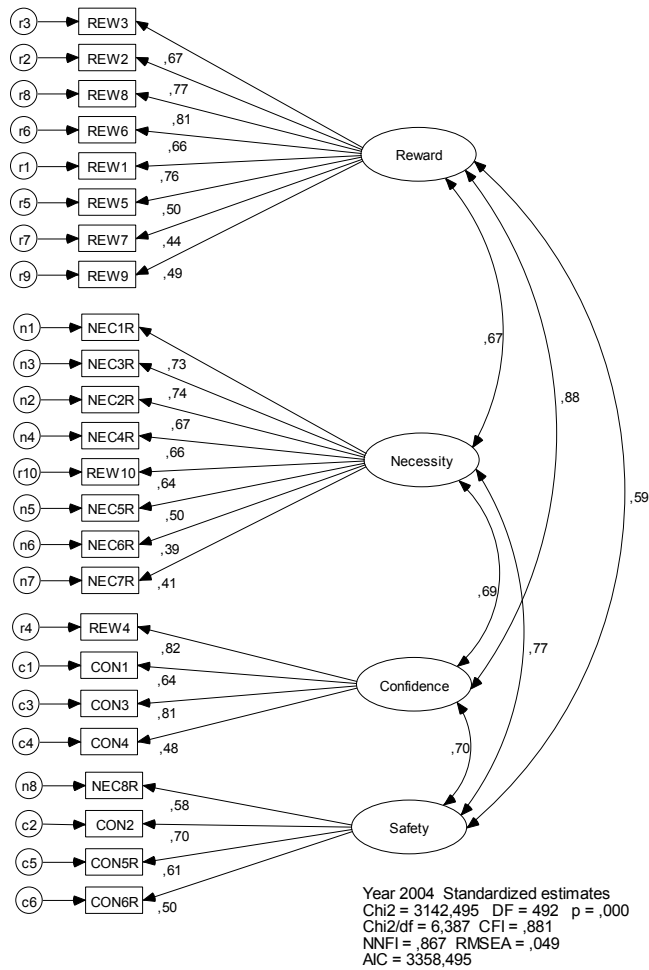 r3 REW3
r2 REW2 ,67
r8 REW8 ,77
,81
r6 REW6 ,66
Reward
r1 REW1 ,76
r5 REW5 ,50
r7 REW7 ,44
r9 REW9 ,49
n1 NEC1R
,67
n3 NEC3R ,73
n2 NEC2R ,74
,88
,67
n4 NEC4R ,66
Necessity
r10 REW10 ,64
,59
n5 NEC5R ,50
n6 NEC6R ,39
n7 NEC7R ,41
,69
r4 REW4 ,82
,77
c1 CON1 ,64
Confidence
c3 CON3 ,81
c4 CON4 ,48
,70
n8 NEC8R ,58
c2 CON2 ,70
Safety
c5 CON5R ,61
c6 CON6R ,50
Year 2004 Standardized estimates
Chi2 = 3142,495 DF = 492 p = ,000
Chi2/df = 6,387 CFI = ,881
NNFI = ,867 RMSEA = ,049
AIC = 3358,495